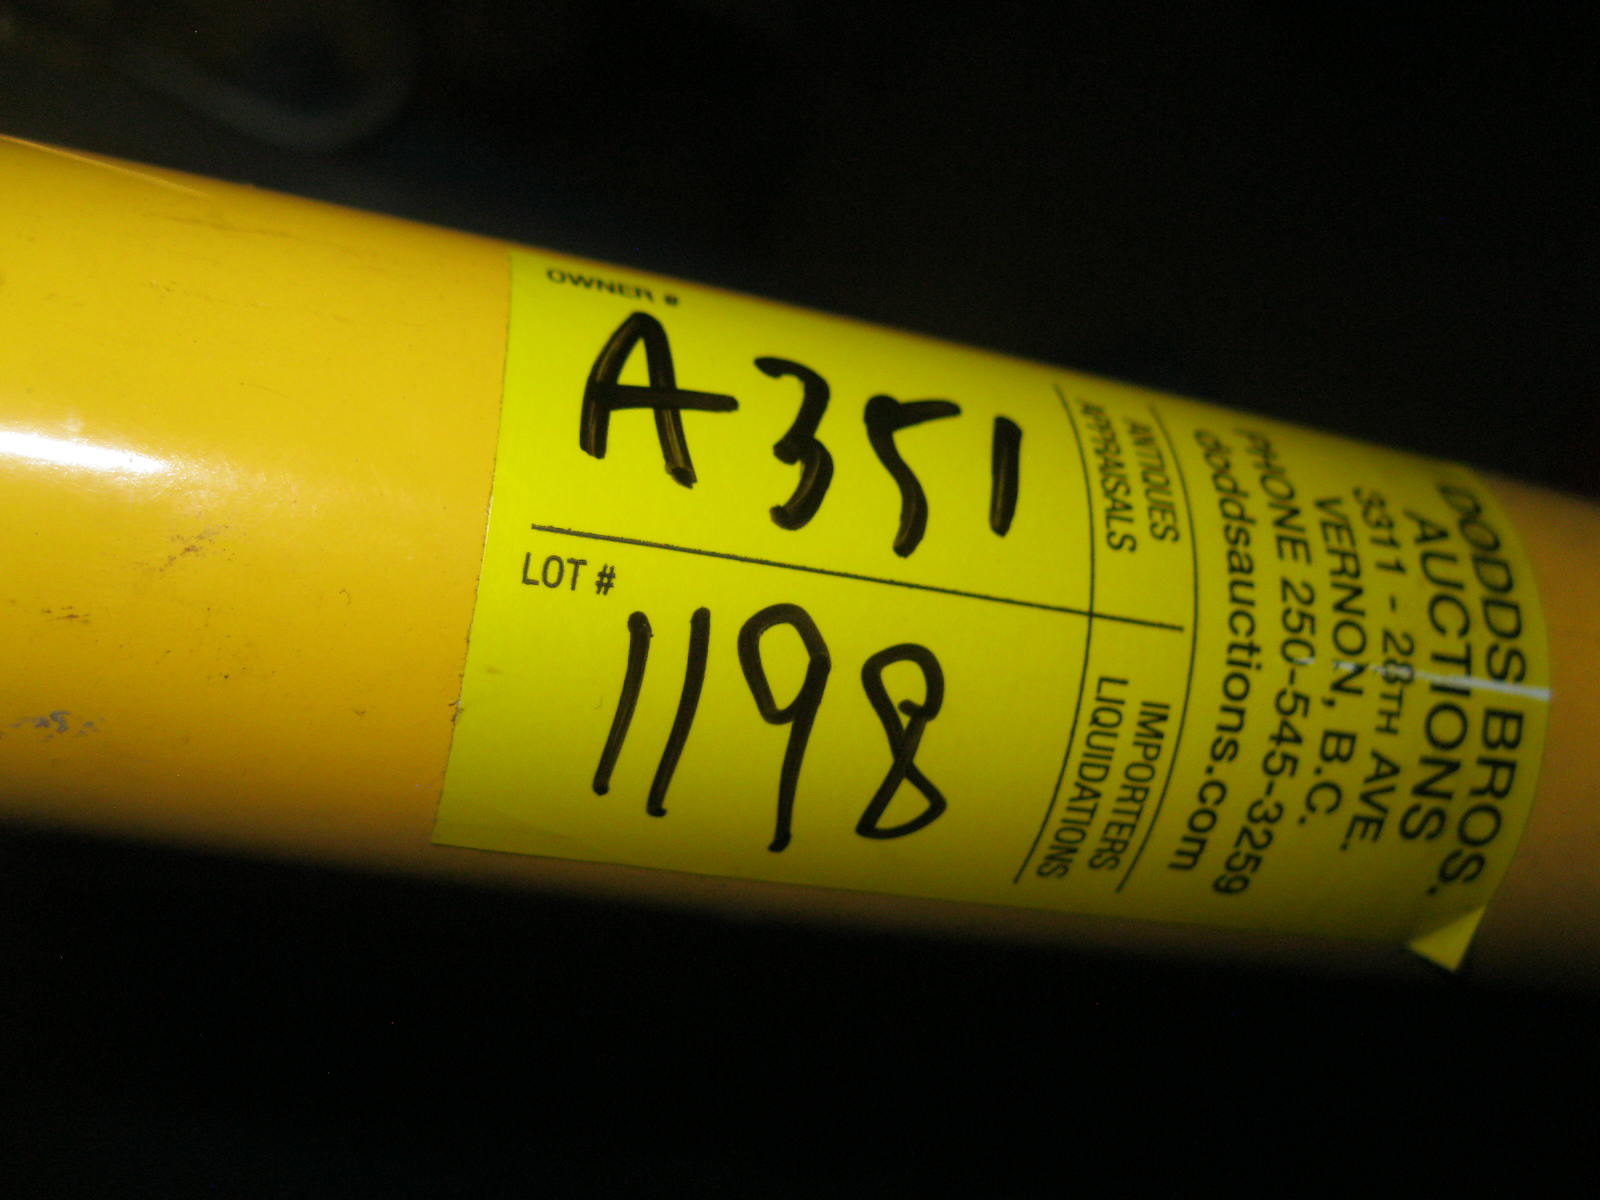 OWNER #
A351
LOT #
1198
ANTIQUES
APPRAISALS
IMPORTERS
LIQUIDATIONS
DODDS BROS.
AUCTIONS
3311 - 28TH AVE.
VERNON, B.C.
PHONE 250-545-3259
doddsauctions.com